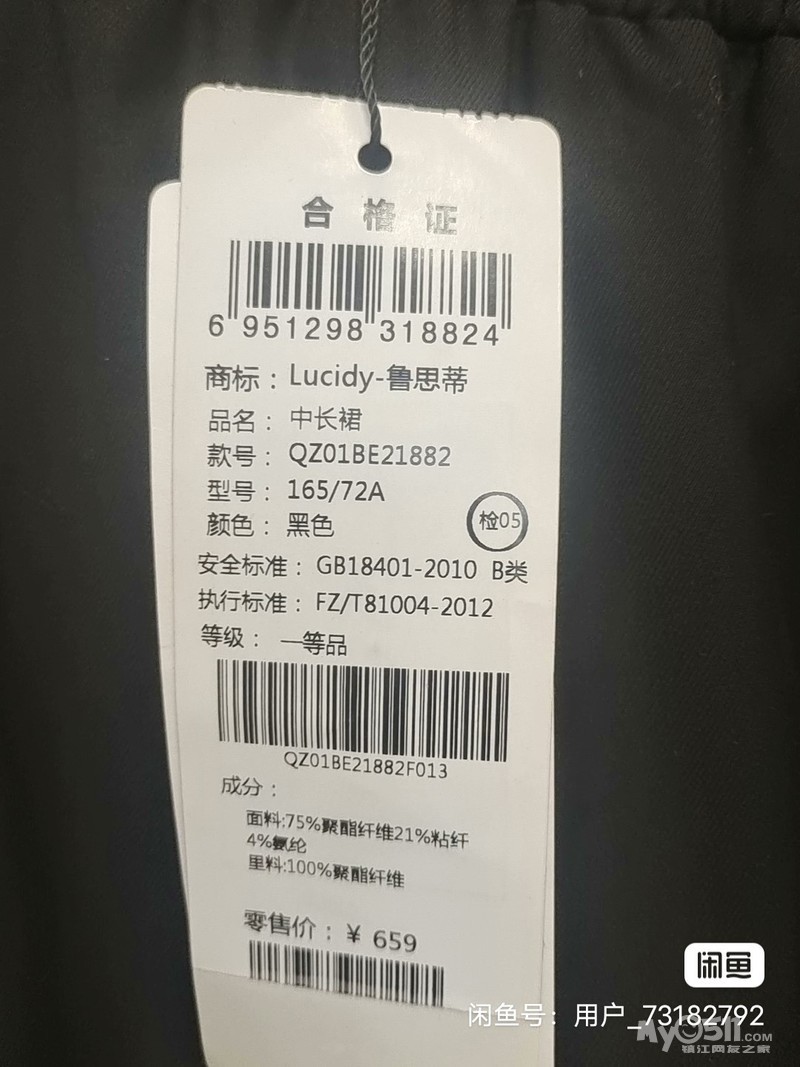 合格证
6 951298 318824
商标：Lucidy-鲁思蒂
品名：中长裙
款号：QZ01BE21882
型号：165/72A
颜色：黑色
检05
安全标准：GB18401-2010 B类
执行标准：FZ/T81004-2012
等级：一等品
QZ01BE21882F013
成分：
面料:75%聚酯纤维21%粘纤
4%氨纶
里料:100%聚酯纤维
零售价：¥ 659
闲鱼
闲鱼号：用户_73182792
My0511.COM
镇江网友之家